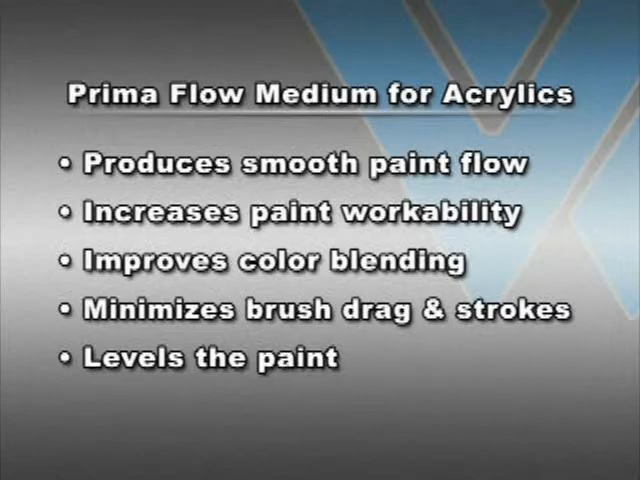 Prima Flow Medium for Acrylics
• Produces smooth paint flow
• Increases paint workability
• Improves color blending
• Minimizes brush drag & strokes
• Levels the paint